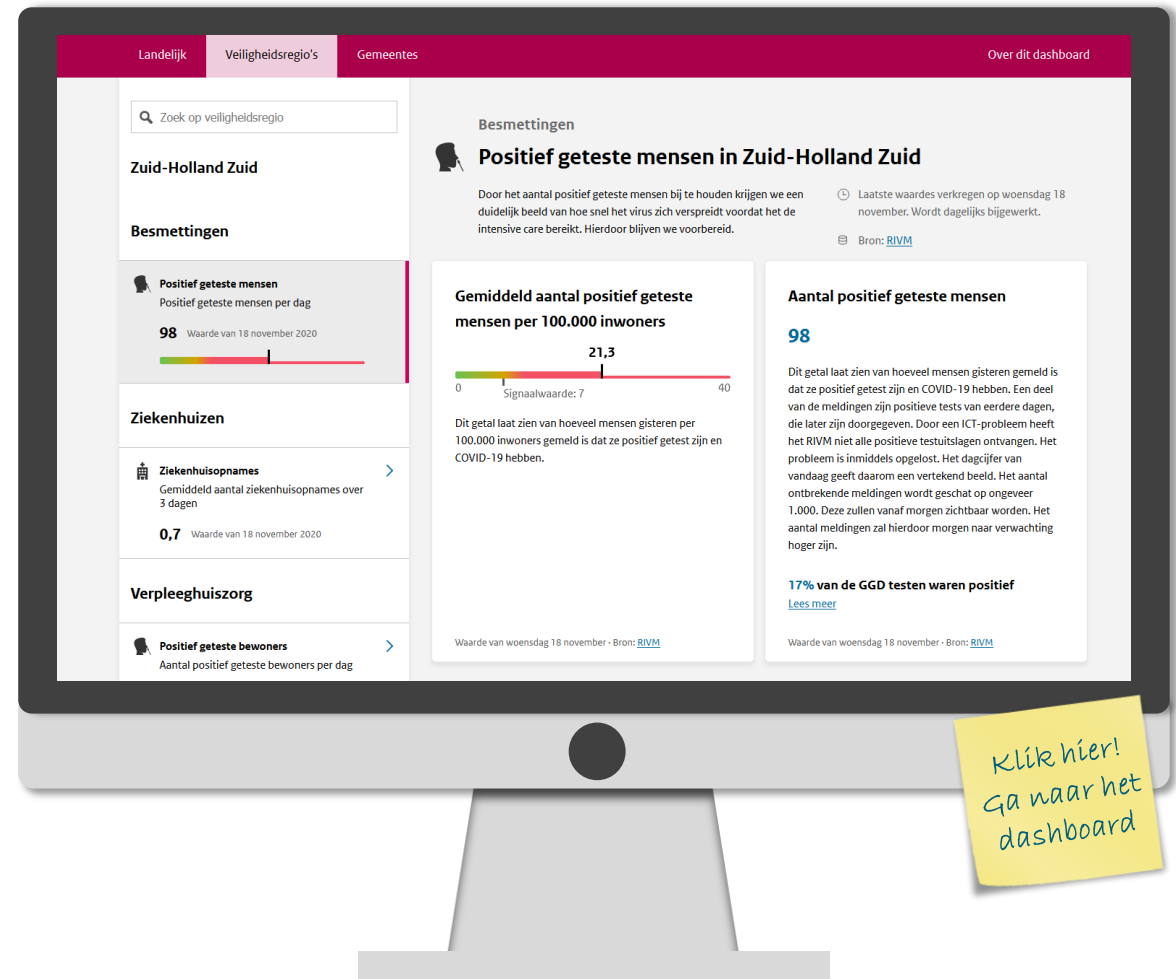 Landelijk
Veiligheidsregio's
Gemeentes
Over dit dashboard
Zoek op veiligheidsregio
Zuid-Holland Zuid
Besmettingen
Positief geteste mensen
Positief geteste mensen per dag
98 Waarde van 18 november 2020
Ziekenhuizen
Ziekenhuisopnames
Gemiddeld aantal ziekenhuisopnames over
3 dagen
0,7 Waarde van 18 november 2020
Verpleeghuiszorg
Positief geteste bewoners
Aantal positief geteste bewoners per dag
Besmettingen
Positief geteste mensen in Zuid-Holland Zuid
Door het aantal positief geteste mensen bij te houden krijgen we een
duidelijk beeld van hoe snel het virus zich verspreidt voordat het de
intensive care bereikt. Hierdoor blijven we voorbereid.
Laatste waardes verkregen op woensdag 18
november. Wordt dagelijks bijgewerkt.
Bron: RIVM
Gemiddeld aantal positief geteste
mensen per 100.000 inwoners
21,3
0
Signaalwaarde: 7
40
Dit getal laat zien van hoeveel mensen gisteren per
100.000 inwoners gemeld is dat ze positief getest zijn en
COVID-19 hebben.
Waarde van woensdag 18 november · Bron: RIVM
Aantal positief geteste mensen
98
Dit getal laat zien van hoeveel mensen gisteren gemeld is
dat ze positief getest zijn en COVID-19 hebben. Een deel
van de meldingen zijn positieve tests van eerdere dagen,
die later zijn doorgegeven. Door een ICT-probleem heeft
het RIVM niet alle positieve testuitslagen ontvangen. Het
probleem is inmiddels opgelost. Het dagcijfer van
vandaag geeft daarom een vertekend beeld. Het aantal
ontbrekende meldingen wordt geschat op ongeveer
1.000. Deze zullen vanaf morgen zichtbaar worden. Het
aantal meldingen zal hierdoor morgen naar verwachting
hoger zijn.
17% van de GGD testen waren positief
Lees meer
Waarde van woensdag 18 november · Bron: RIVM
Klik hier!
Ga naar het
dashboard